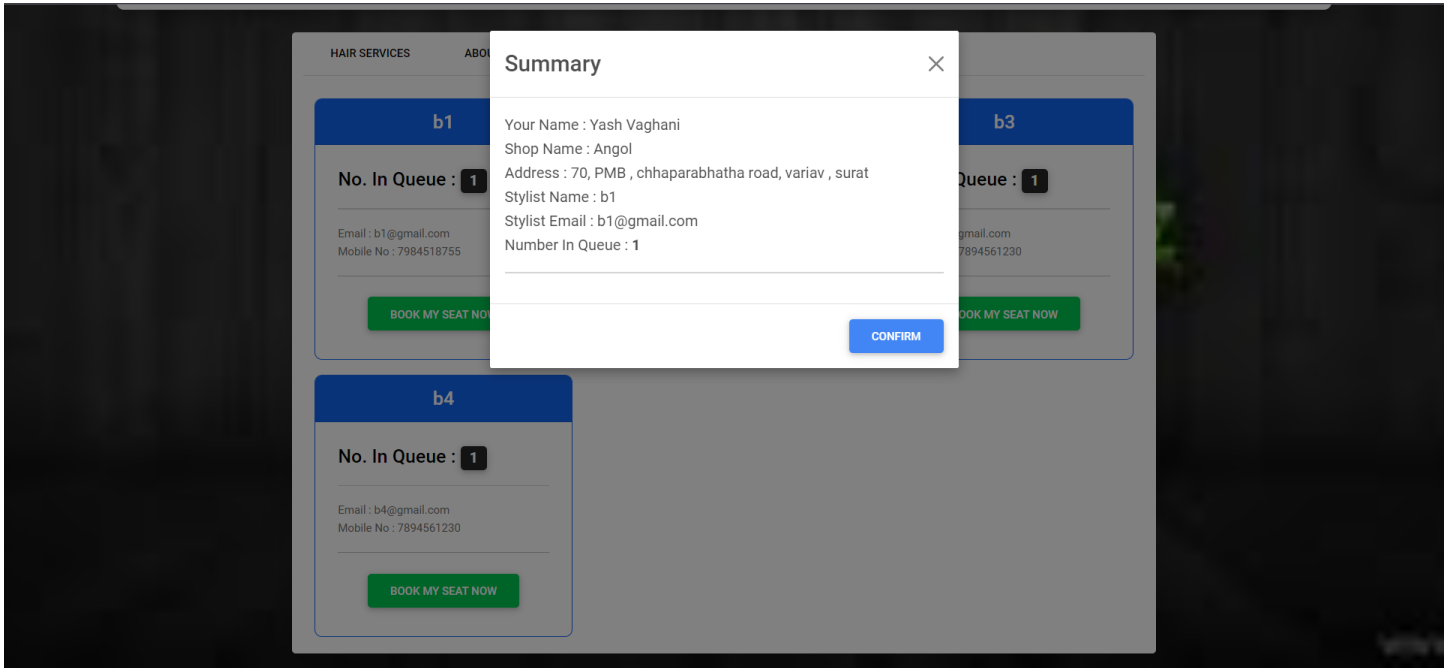 HAIR SERVICES
b1
No. In Queue : 1
Email : b1@gmail.com
Mobile No : 7984518755
BOOK MY SEAT
Summary
Your Name : Yash Vaghani
Shop Name : Angol
Address : 70, PMB , chhaparabhatha road, variav , surat
Stylist Name : b1
Stylist Email : b1@gmail.com
Number In Queue : 1
CONFIRM
b3
Queue : 1
gmail.com
7894561230
MY SEAT NOW
b4
No. In Queue : 1
Email : b4@gmail.com
Mobile No : 7894561230
BOOK MY SEAT NOW